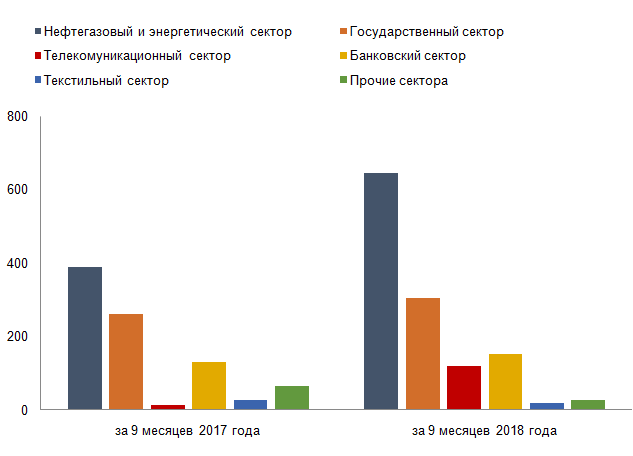 Нефтегазовый и энергетический сектор
Государственный сектор
Телекомуникационный сектор
Банковский сектор
Текстильный сектор
Прочие сектора
800
600
400
200
0
за 9 месяцев 2017 года
за 9 месяцев 2018 года